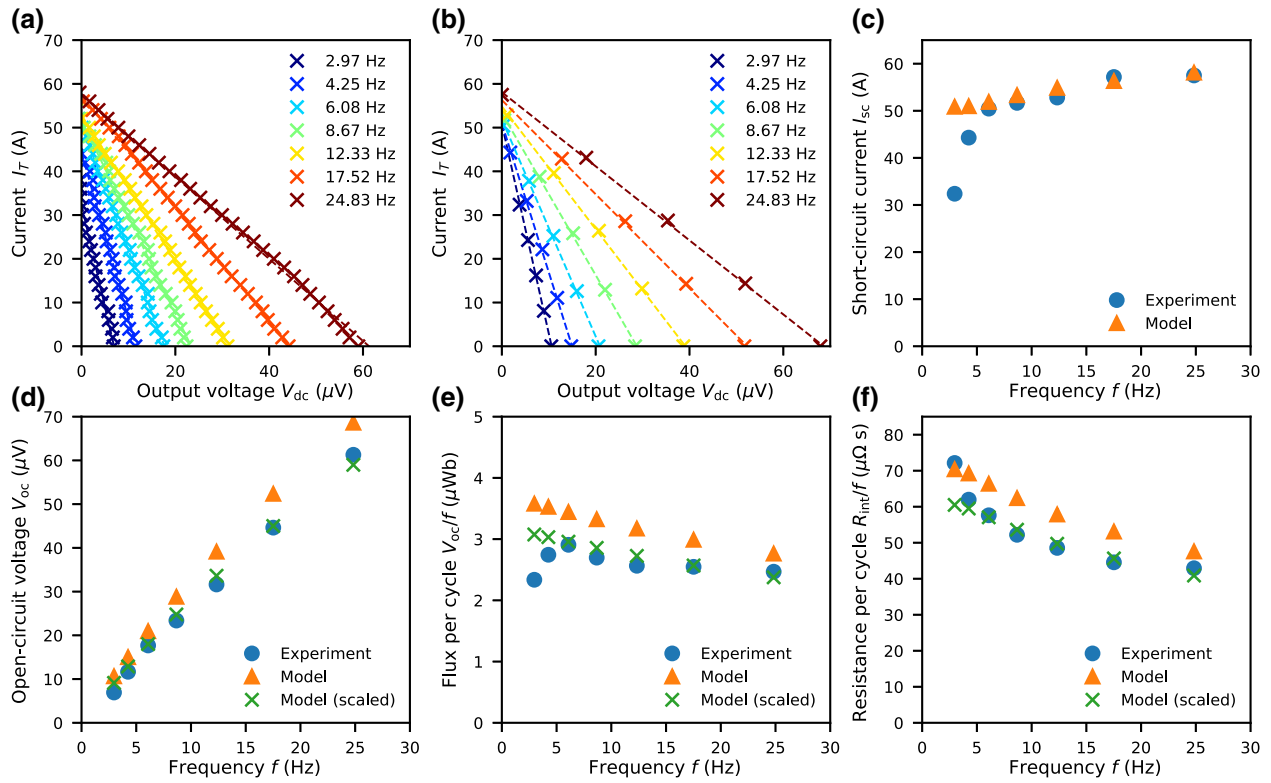 (a)
70
60
50
40
30
20
10
0
Current I_T (A)
0 20 40 60
Output voltage V_dc (μV)
2.97 Hz
4.25 Hz
6.08 Hz
8.67 Hz
12.33 Hz
17.52 Hz
24.83 Hz
(b)
70
60
50
40
30
20
10
0
Current I_T (A)
0 20 40 60
Output voltage V_dc (μV)
2.97 Hz
4.25 Hz
6.08 Hz
8.67 Hz
12.33 Hz
17.52 Hz
24.83 Hz
(c)
60
50
40
30
20
10
0
Short-circuit current I_sc (A)
0 5 10 15 20 25 30
Frequency f (Hz)
Experiment
Model
(d)
70
60
50
40
30
20
10
0
Open-circuit voltage V_oc (μV)
0 5 10 15 20 25 30
Frequency f (Hz)
Experiment
Model
Model (scaled)
(e)
5
4
3
2
1
0
Flux per cycle V_oc/f (μWb)
0 5 10 15 20 25 30
Frequency f (Hz)
Experiment
Model
Model (scaled)
(f)
80
70
60
50
40
30
20
10
0
Resistance per cycle R_int/f (μΩ s)
0 5 10 15 20 25 30
Frequency f (Hz)
Experiment
Model
Model (scaled)